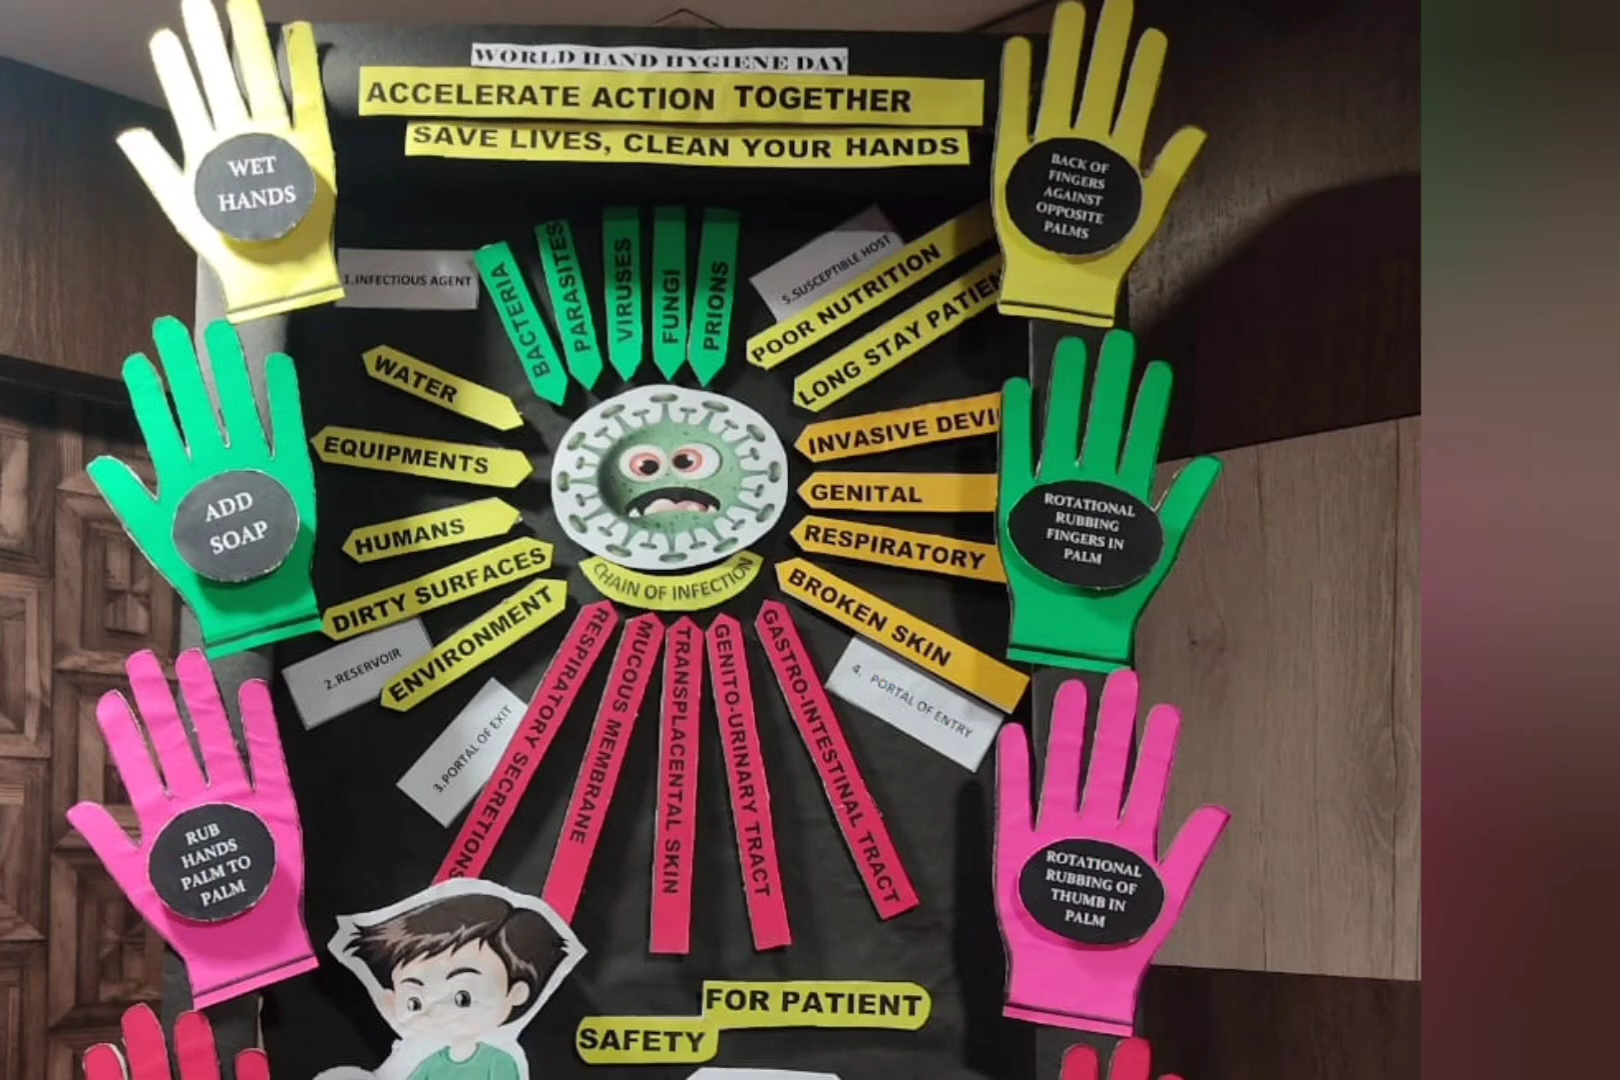 WORLD HAND HYGIENE DAY
ACCELERATE ACTION TOGETHER
SAVE LIVES, CLEAN YOUR HANDS
WET
HANDS
BACK OF
FINGERS
AGAINST
OPPOSITE
PALMS
1.INFECTIOUS AGENT
BACTERIA
PARASITES
VIRUSES
FUNGI
PRIONS
5.SUSCEPTIBLE HOST
POOR NUTRITION
LONG STAY PATIEN
WATER
EQUIPMENTS
HUMANS
DIRTY SURFACES
ENVIRONMENT
2.RESERVOIR
INVASIVE DEVI
GENITAL
RESPIRATORY
BROKEN SKIN
4. PORTAL OF ENTRY
CHAIN OF INFECTION
ADD
SOAP
ROTATIONAL
RUBBING
FINGERS IN
PALM
3.PORTAL OF EXIT
RESPIRATORY SECRETIONS
MUCOUS MEMBRANE
TRANSPLACENTAL SKIN
GENITO-URINARY TRACT
GASTRO-INTESTINAL TRACT
RUB
HANDS
PALM TO
PALM
ROTATIONAL
RUBBING OF
THUMB IN
PALM
FOR PATIENT
SAFETY